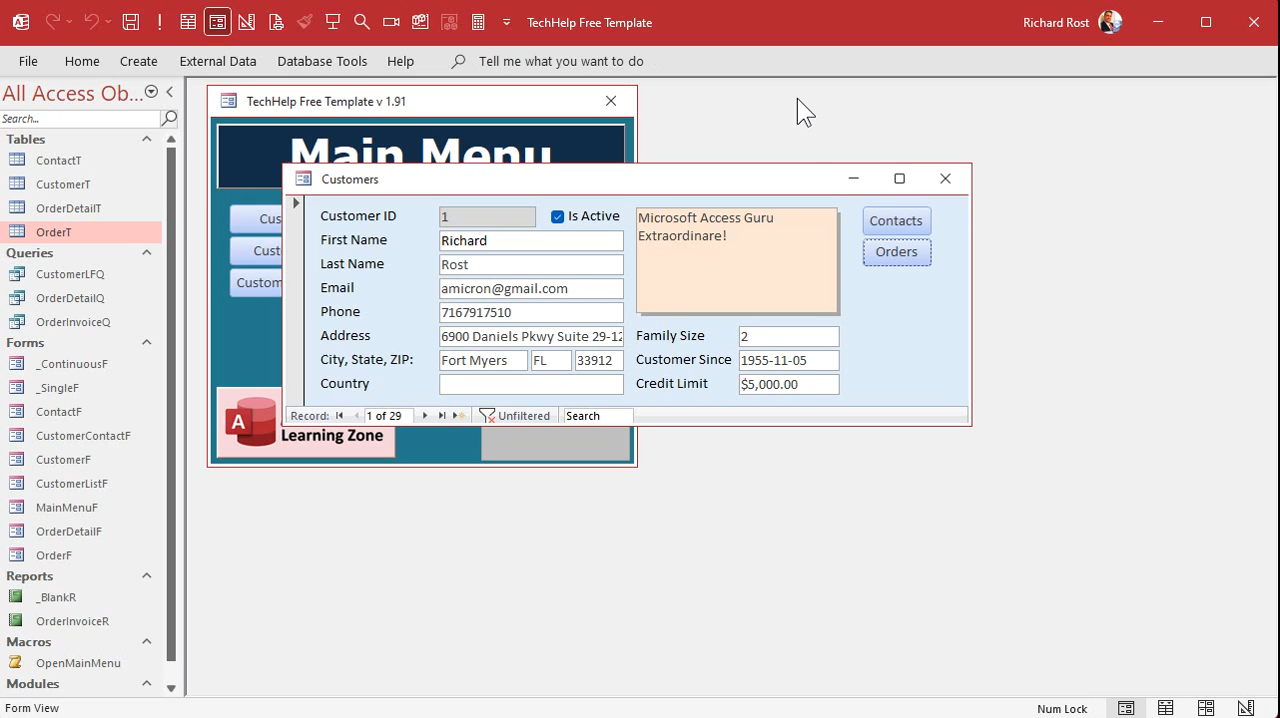 TechHelp Free Template
Richard Rost
File Home Create External Data Database Tools Help Tell me what you want to do
All Access Ob...
Search...
Tables
ContactT
CustomerT
OrderDetailT
OrderT
Queries
CustomerLFQ
OrderDetailQ
OrderInvoiceQ
Forms
_ContinuousF
_SingleF
ContactF
CustomerContactF
CustomerF
CustomerListF
MainMenuF
OrderDetailF
OrderF
Reports
_BlankR
OrderInvoiceR
Macros
OpenMainMenu
Modules
TechHelp Free Template v 1.91
Main Menu
Cus
Cust
Custom
A
Learning Zone
Customers
Customer ID 1 Is Active
First Name Richard
Last Name Rost
Email amicron@gmail.com
Phone 7167917510
Address 6900 Daniels Pkwy Suite 29-12
City, State, ZIP: Fort Myers FL 33912
Country
Microsoft Access Guru
Extraordinare!
Family Size 2
Customer Since 1955-11-05
Credit Limit $5,000.00
Contacts
Orders
Record: 1 of 29 Unfiltered Search
Form View
Num Lock